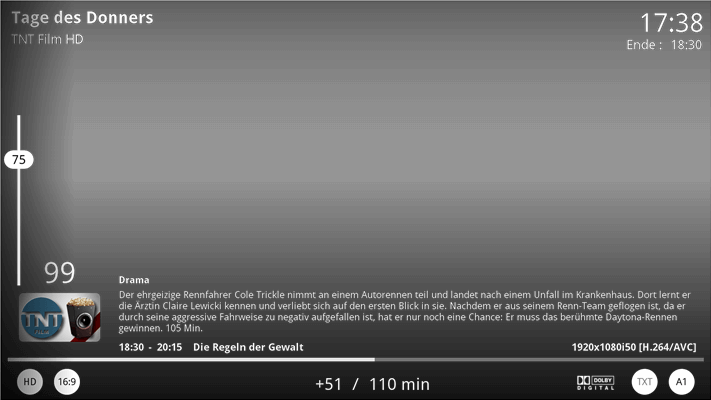 Tage des Donners
17:38
TNT Film HD
Ende : 18:30
75
99
Drama
Der ehrgeizige Rennfahrer Cole Trickle nimmt an einem Autorennen teil und landet nach einem Unfall im Krankenhaus. Dort lernt er
die Ärztin Claire Lewicki kennen und verliebt sich auf den ersten Blick in sie. Nachdem er aus seinem Renn-Team geflogen ist, da er
durch seine aggressive Fahrweise zu negativ aufgefallen ist, hat er nur noch eine Chance: Er muss das berühmte Daytona-Rennen
gewinnen. 105 Min.
TNT
FILM
18:30 - 20:15 Die Regeln der Gewalt
1920x1080i50 [H.264/AVC]
HD
16:9
+51 / 110 min
DOLBY
DIGITAL
TXT
A1